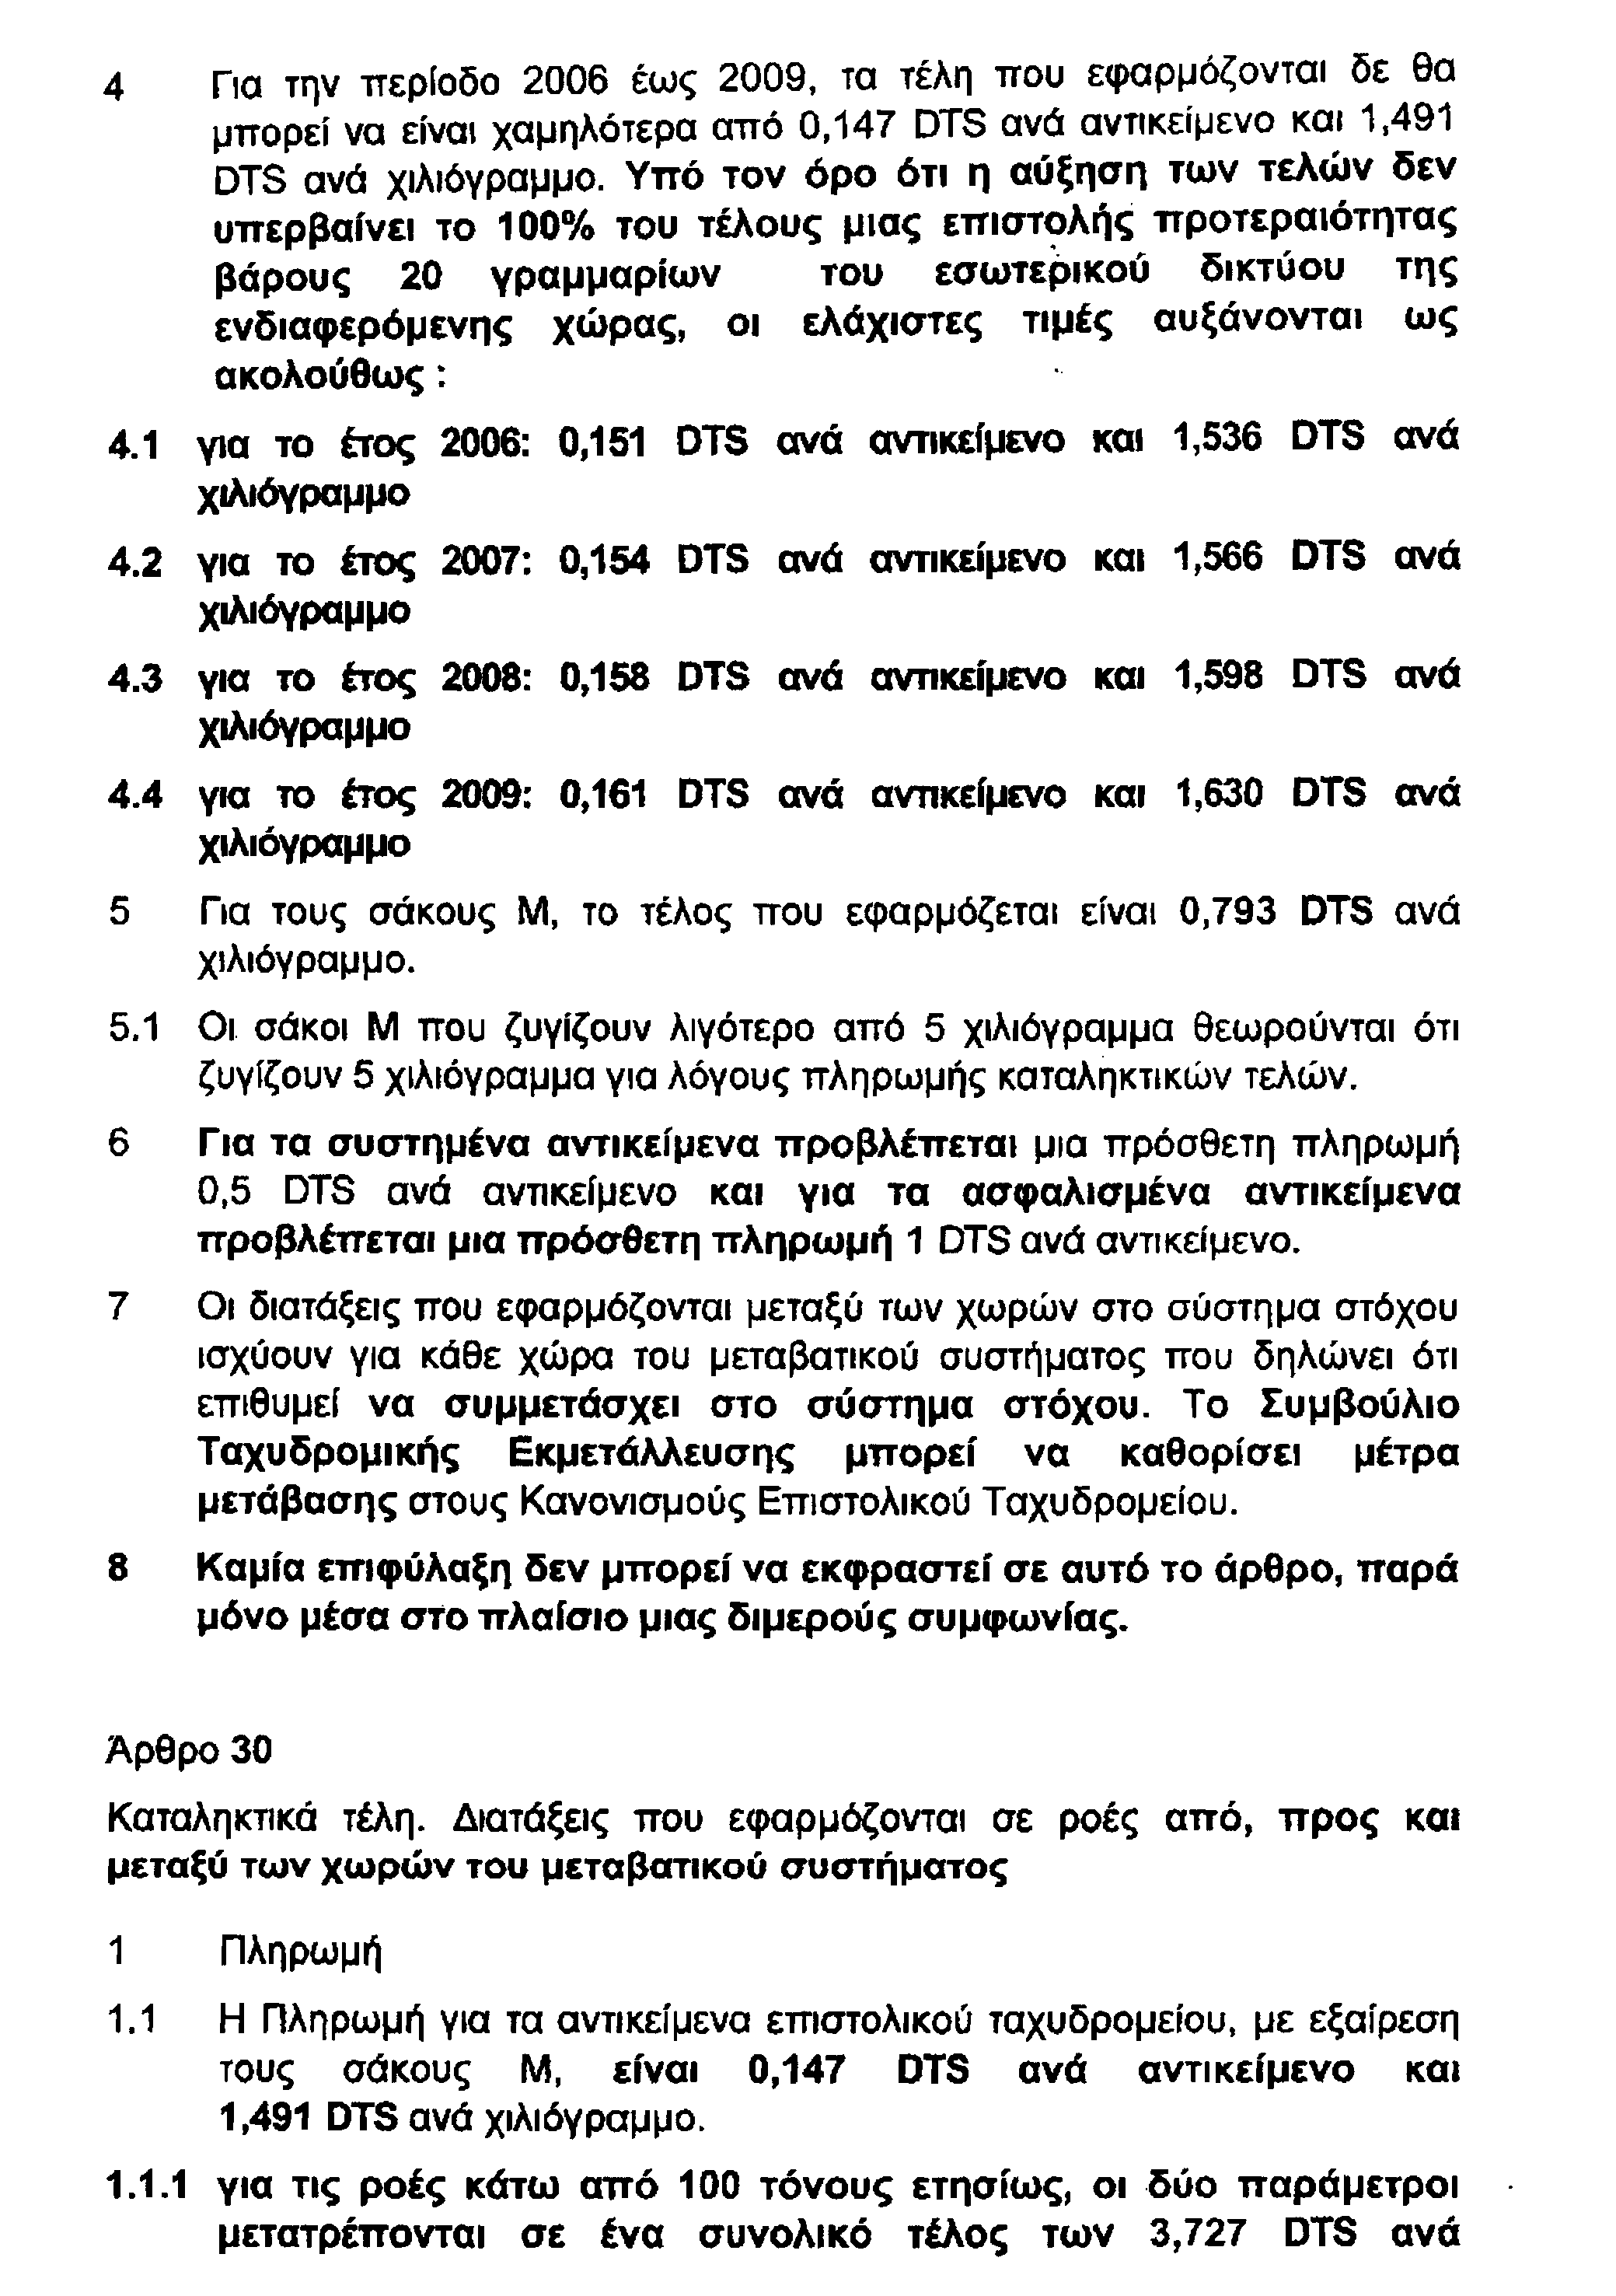 4 Για την περίοδο 2006 έως 2009, τα τέλη που εφαρμόζονται δε θα
μπορεί να είναι χαμηλότερα από 0,147 DTS ανά αντικείμενο και 1,491
DTS ανά χιλιόγραμμο. Υπό τον όρο ότι η αύξηση των τελών δεν
υπερβαίνει το 100% του τέλους μιας επιστολής προτεραιότητας
βάρους 20 γραμμαρίων του εσωτερικού δικτύου της
ενδιαφερόμενης χώρας, οι ελάχιστες τιμές αυξάνονται ως
ακολούθως :
4.1 για το έτος 2006: 0,151 DTS ανά αντικείμενο και 1,536 DTS ανά
χιλιόγραμμο
4.2 για το έτος 2007: 0,154 DTS ανά αντικείμενο και 1,566 DTS ανά
χιλιόγραμμο
4.3 για το έτος 2008: 0,158 DTS ανά αντικείμενο και 1,598 DTS ανά
χιλιόγραμμο
4.4 για το έτος 2009: 0,161 DTS ανά αντικείμενο και 1,630 DTS ανά
χιλιόγραμμο
5 Για τους σάκους Μ, το τέλος που εφαρμόζεται είναι 0,793 DTS ανά
χιλιόγραμμο.
5.1 Οι σάκοι Μ που ζυγίζουν λιγότερο από 5 χιλιόγραμμα θεωρούνται ότι
ζυγίζουν 5 χιλιόγραμμα για λόγους πληρωμής καταληκτικών τελών.
6 Για τα συστημένα αντικείμενα προβλέπεται μια πρόσθετη πληρωμή
0,5 DTS ανά αντικείμενο και για τα ασφαλισμένα αντικείμενα
προβλέπεται μια πρόσθετη πληρωμή 1 DTS ανά αντικείμενο.
7 Οι διατάξεις που εφαρμόζονται μεταξύ των χωρών στο σύστημα στόχου
ισχύουν για κάθε χώρα του μεταβατικού συστήματος που δηλώνει ότι
επιθυμεί να συμμετάσχει στο σύστημα στόχου. Το Συμβούλιο
Ταχυδρομικής Εκμετάλλευσης μπορεί να καθορίσει μέτρα
μετάβασης στους Κανονισμούς Επιστολικού Ταχυδρομείου.
8 Καμία επιφύλαξη δεν μπορεί να εκφραστεί σε αυτό το άρθρο, παρά
μόνο μέσα στο πλαίσιο μιας διμερούς συμφωνίας.
Άρθρο 30
Καταληκτικά τέλη. Διατάξεις που εφαρμόζονται σε ροές από, προς και
μεταξύ των χωρών του μεταβατικού συστήματος
1 Πληρωμή
1.1 Η Πληρωμή για τα αντικείμενα επιστολικού ταχυδρομείου, με εξαίρεση
τους σάκους Μ, είναι 0,147 DTS ανά αντικείμενο και
1,491 DTS ανά χιλιόγραμμο.
1.1.1 για τις ροές κάτω από 100 τόνους ετησίως, οι δύο παράμετροι
μετατρέπονται σε ένα συνολικό τέλος των 3,727 DTS ανά